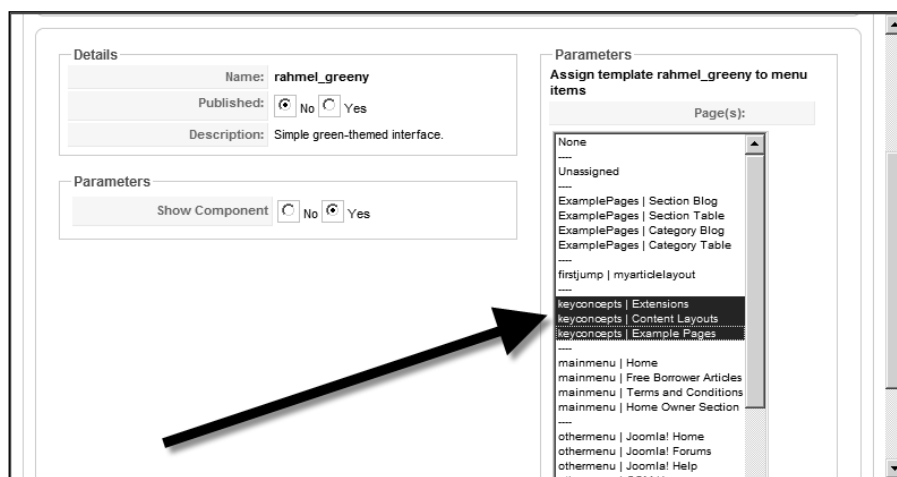 Details
Name: rahmel_greeny
Published: No Yes
Description: Simple green-themed interface.
Parameters
Show Component No Yes
Parameters
Assign template rahmel_greeny to menu
items
Page(s):
None
----
Unassigned
----
ExamplePages | Section Blog
ExamplePages | Section Table
ExamplePages | Category Blog
ExamplePages | Category Table
----
firstjump | myarticlelayout
----
keyconcepts | Extensions
keyconcepts | Content Layouts
keyconcepts | Example Pages
----
mainmenu | Home
mainmenu | Free Borrower Articles
mainmenu | Terms and Conditions
mainmenu | Home Owner Section
----
othermenu | Joomla! Home
othermenu | Joomla! Forums
othermenu | Joomla! Help